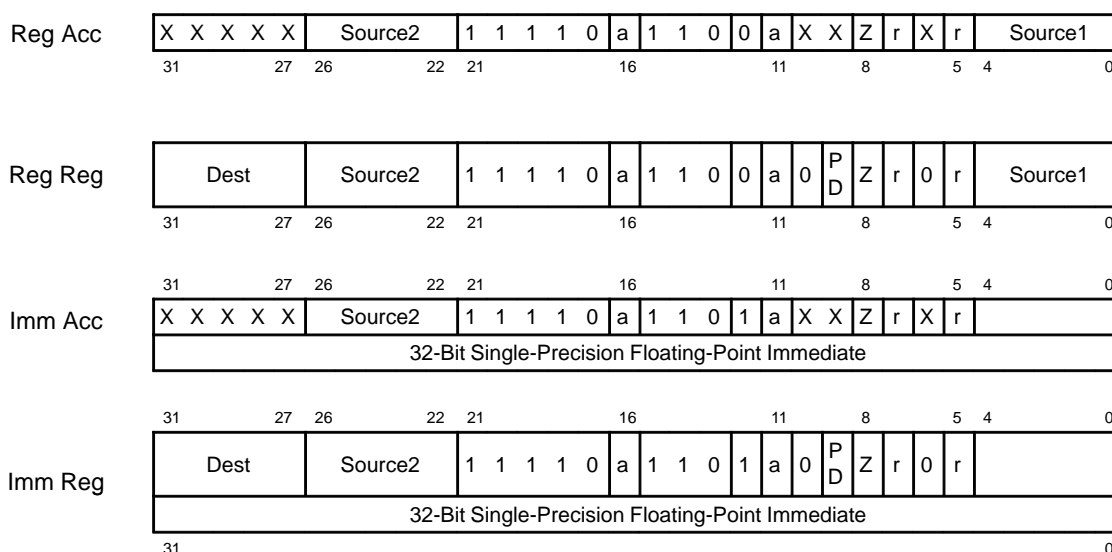 Reg Acc X X X X X Source2 1 1 1 1 0 a 1 1 0 0 a X X Z r X r Source1
31 27 26 22 21 16 11 8 5 4 0
Reg Reg Dest Source2 1 1 1 1 0 a 1 1 0 0 a 0 PD Z r 0 r Source1
31 27 26 22 21 16 11 8 5 4 0
31 27 26 22 21 16 11 8 5 4 0
Imm Acc X X X X X Source2 1 1 1 1 0 a 1 1 0 1 a X X Z r X r
32-Bit Single-Precision Floating-Point Immediate
31 27 26 22 21 16 11 8 5 4 0
Imm Reg Dest Source2 1 1 1 1 0 a 1 1 0 1 a 0 PD Z r 0 r
32-Bit Single-Precision Floating-Point Immediate
31 0